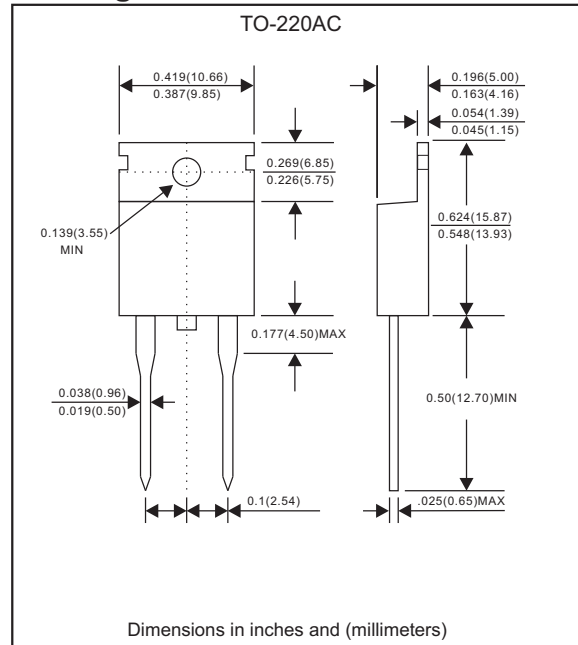 TO-220AC
0.419(10.66)
0.387(9.85)
0.196(5.00)
0.163(4.16)
0.054(1.39)
0.045(1.15)
0.269(6.85)
0.226(5.75)
0.139(3.55)
MIN
0.624(15.87)
0.548(13.93)
0.177(4.50)MAX
0.038(0.96)
0.019(0.50)
0.50(12.70)MIN
0.1(2.54)
.025(0.65)MAX
Dimensions in inches and (millimeters)